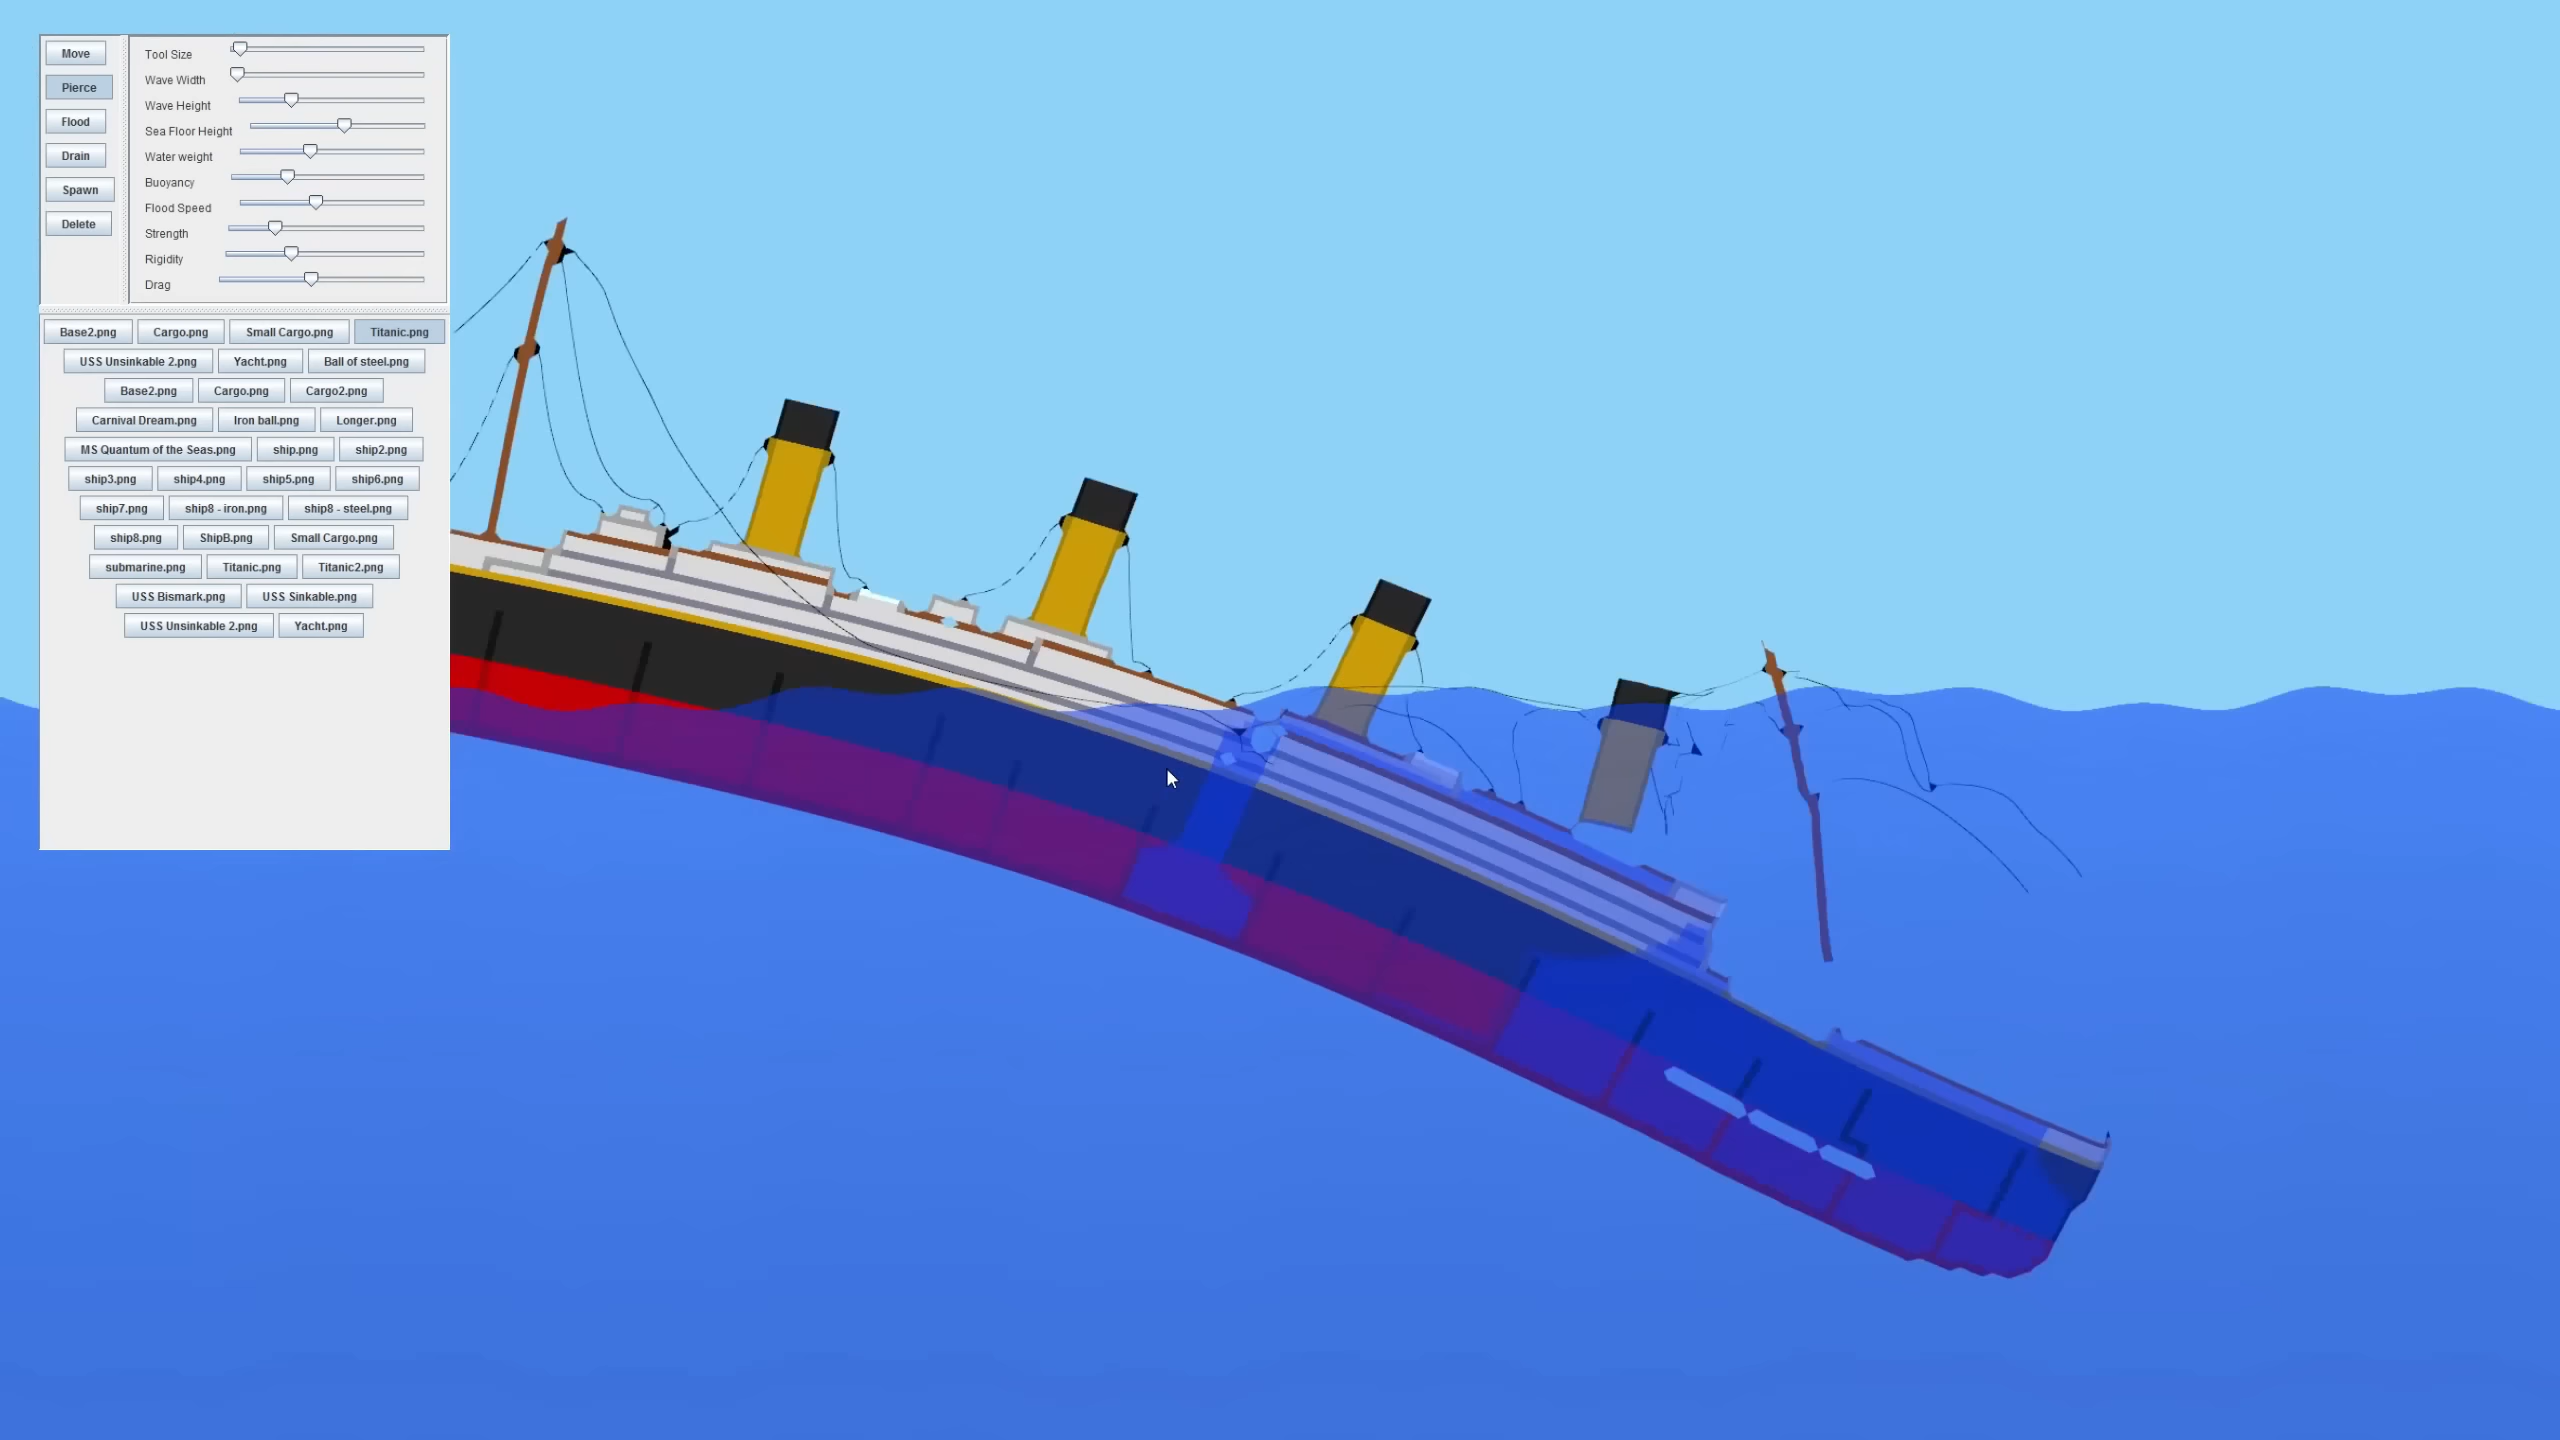 Move
Pierce
Flood
Drain
Spawn
Delete
Tool Size
Wave Width
Wave Height
Sea Floor Height
Water weight
Buoyancy
Flood Speed
Strength
Rigidity
Drag
Base2.png Cargo.png Small Cargo.png Titanic.png
USS Unsinkable 2.png Yacht.png Ball of steel.png
Base2.png Cargo.png Cargo2.png
Carnival Dream.png Iron ball.png Longer.png
MS Quantum of the Seas.png ship.png ship2.png
ship3.png ship4.png ship5.png ship6.png
ship7.png ship8 - iron.png ship8 - steel.png
ship8.png ShipB.png Small Cargo.png
submarine.png Titanic.png Titanic2.png
USS Bismark.png USS Sinkable.png
USS Unsinkable 2.png Yacht.png